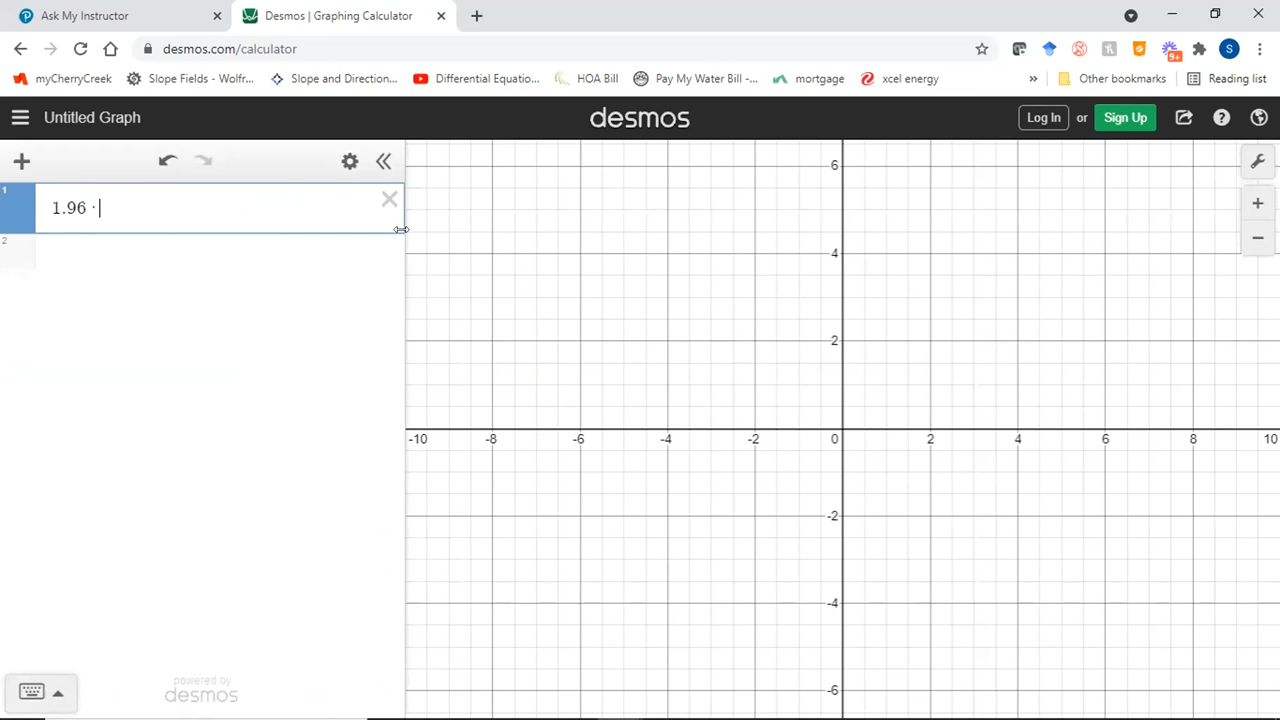 Ask My Instructor
Desmos | Graphing Calculator
desmos.com/calculator
S
9+
myCherryCreek
Slope Fields - Wolfr...
Slope and Direction...
Differential Equatio...
HOA Bill
Pay My Water Bill -...
mortgage
xcel energy
»
Other bookmarks
Reading list
Untitled Graph
desmos
Log In
or
Sign Up
1
1.96 ·
2
6
4
2
-10 -8 -6 -4 -2 0 2 4 6 8 10
-2
-4
-6
powered by
desmos